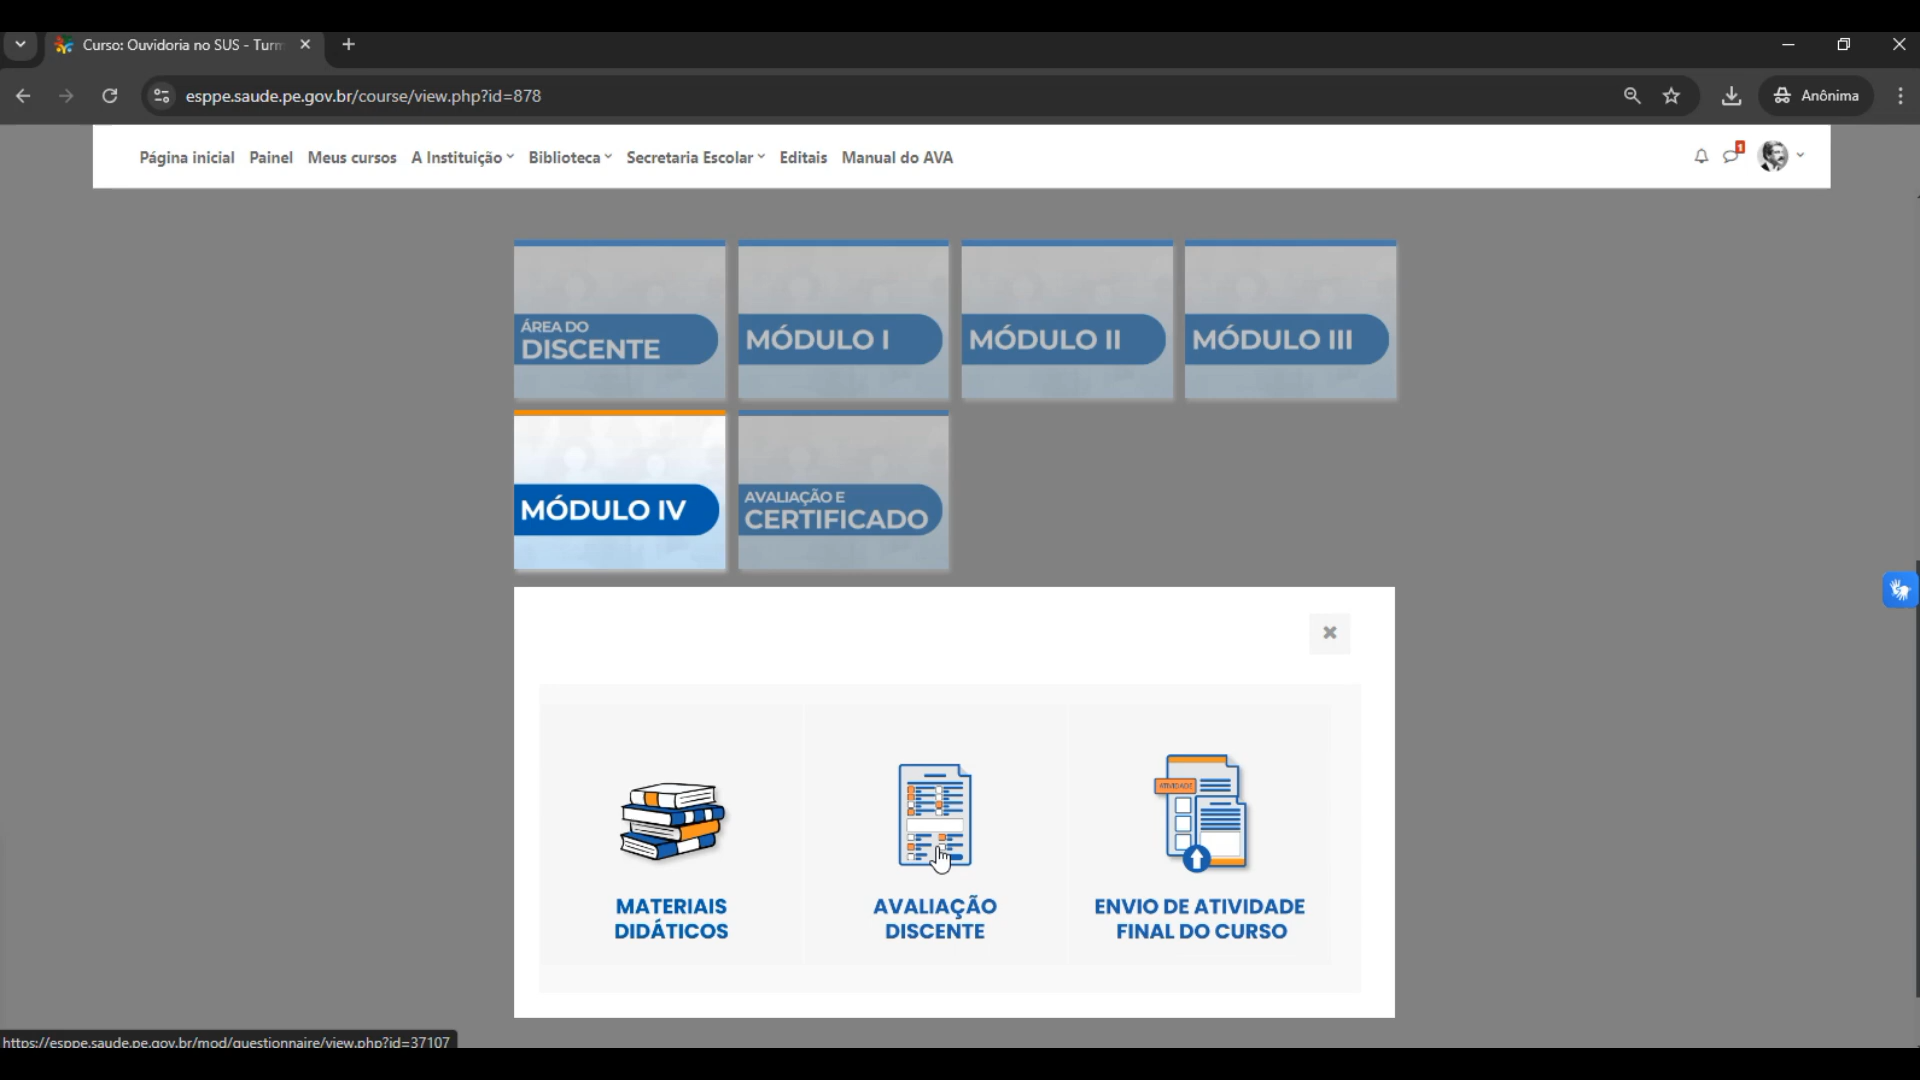 Curso: Ouvidoria no SUS - Turm
esppe.saude.pe.gov.br/course/view.php?id=878
Anônima
Página inicial Painel Meus cursos A Instituição Biblioteca Secretaria Escolar Editais Manual do AVA
1
ÁREA DO
DISCENTE
MÓDULO I
MÓDULO II
MÓDULO III
MÓDULO IV
AVALIAÇÃO E
CERTIFICADO
ATIVIDADE
MATERIAIS
DIDÁTICOS
AVALIAÇÃO
DISCENTE
ENVIO DE ATIVIDADE
FINAL DO CURSO
https://esppe.saude.pe.gov.br/mod/questionnaire/view.php?id=37107